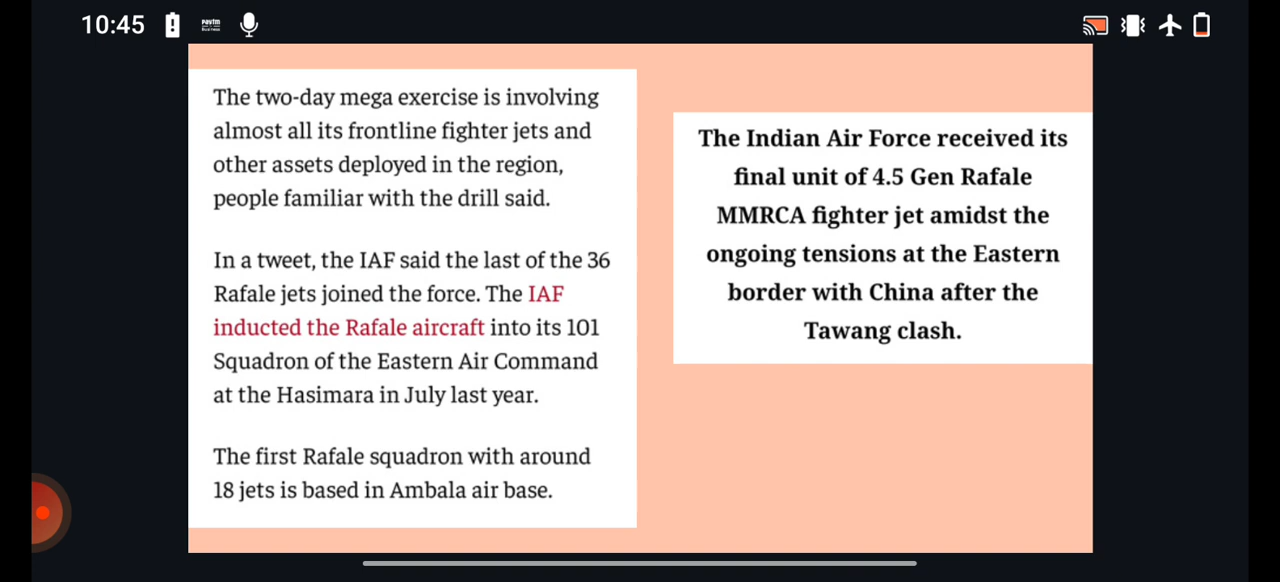 10:45
paytm
The two-day mega exercise is involving
almost all its frontline fighter jets and
other assets deployed in the region,
people familiar with the drill said.
In a tweet, the IAF said the last of the 36
Rafale jets joined the force. The IAF
inducted the Rafale aircraft into its 101
Squadron of the Eastern Air Command
at the Hasimara in July last year.
The first Rafale squadron with around
18 jets is based in Ambala air base.
The Indian Air Force received its
final unit of 4.5 Gen Rafale
MMRCA fighter jet amidst the
ongoing tensions at the Eastern
border with China after the
Tawang clash.